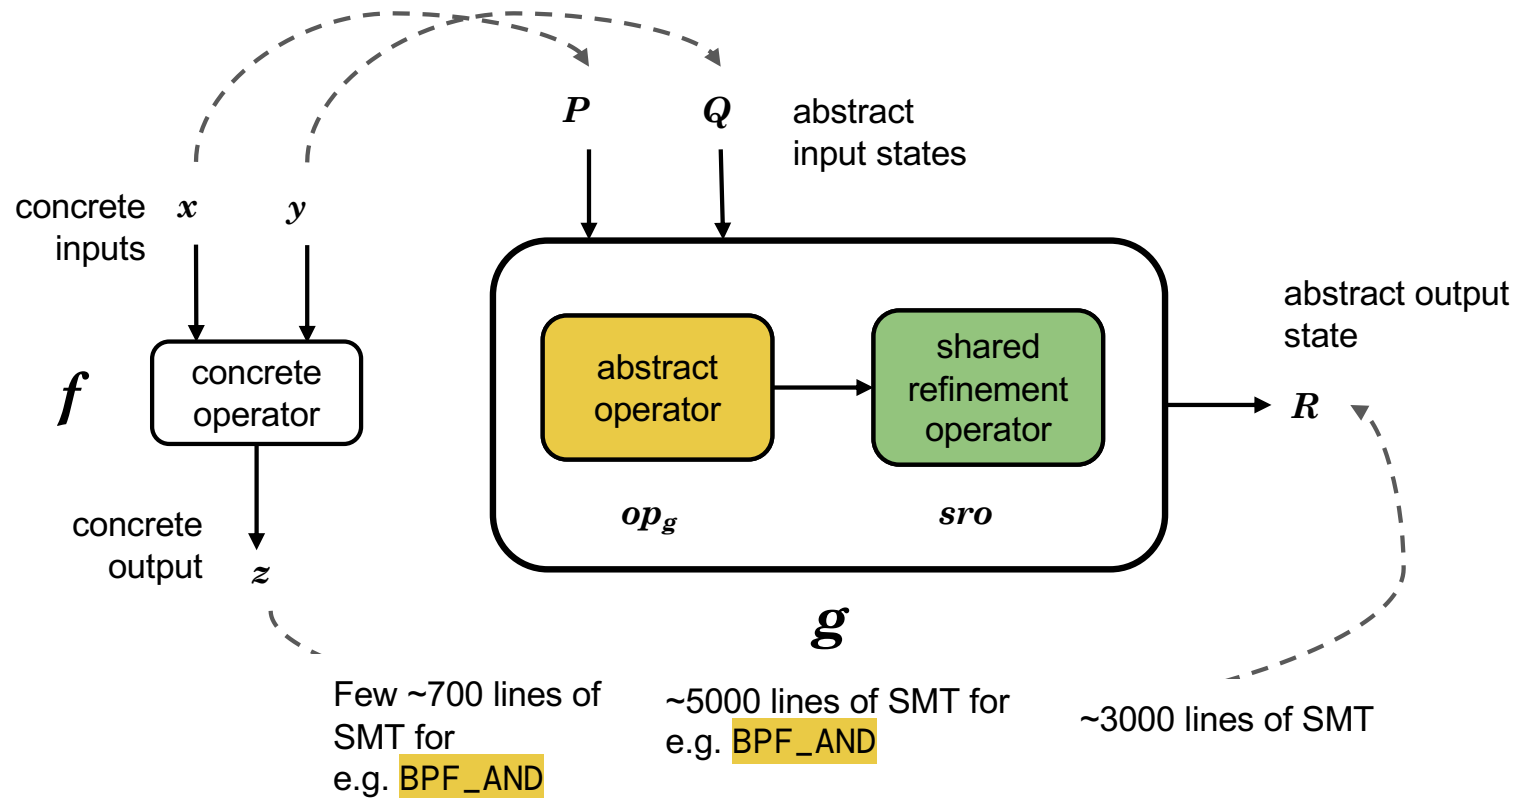 P
Q
abstract
input states
concrete
inputs
x
y
f
concrete
operator
concrete
output
z
abstract
operator
shared
refinement
operator
op_g
sro
g
abstract output
state
R
Few ~700 lines of
SMT for
e.g. BPF_AND
~5000 lines of SMT for
e.g. BPF_AND
~3000 lines of SMT